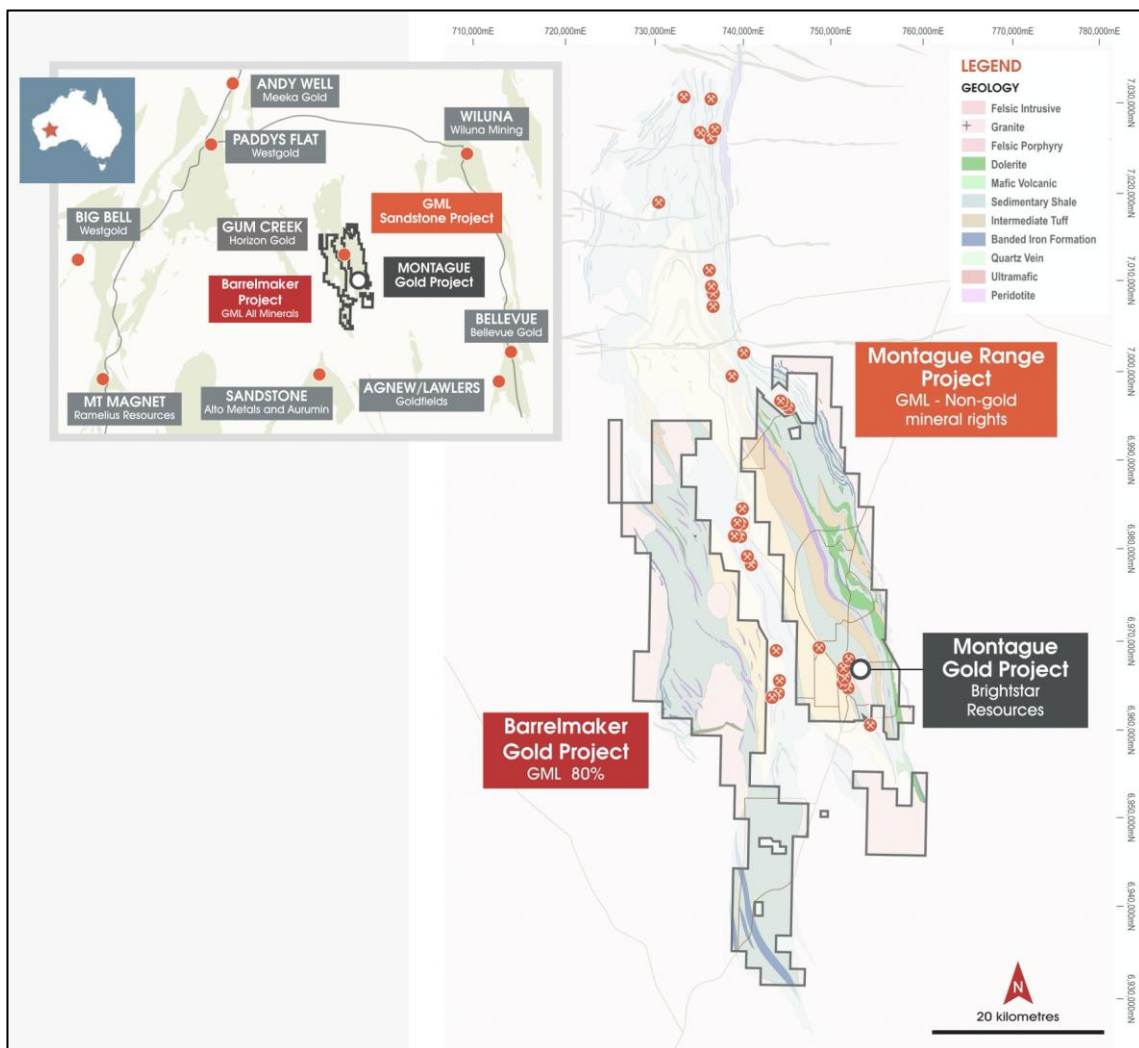 710,000mE
720,000mE
730,000mE
740,000mE
750,000mE
760,000mE
770,000mE
780,000mE
ANDY WELL
Meeka Gold
PADDYS FLAT
Westgold
WILUNA
Wiluna Mining
BIG BELL
Westgold
GUM CREEK
Horizon Gold
GML
Sandstone Project
Barrelmaker
Project
GML All Minerals
MONTAGUE
Gold Project
BELLEVUE
Bellevue Gold
MT MAGNET
Ramelius Resources
SANDSTONE
Alto Metals and Aurumin
AGNEW/LAWLERS
Goldfields
LEGEND
GEOLOGY
Felsic Intrusive
Granite
Felsic Porphyry
Dolerite
Mafic Volcanic
Sedimentary Shale
Intermediate Tuff
Banded Iron Formation
Quartz Vein
Ultramafic
Peridotite
7,030,000mN
7,020,000mN
7,010,000mN
7,000,000mN
6,990,000mN
6,980,000mN
6,970,000mN
6,960,000mN
6,950,000mN
6,940,000mN
6,930,000mN
Montague Range
Project
GML - Non-gold
mineral rights
Montague
Gold Project
Brightstar
Resources
Barrelmaker
Gold Project
GML 80%
N
20 kilometres